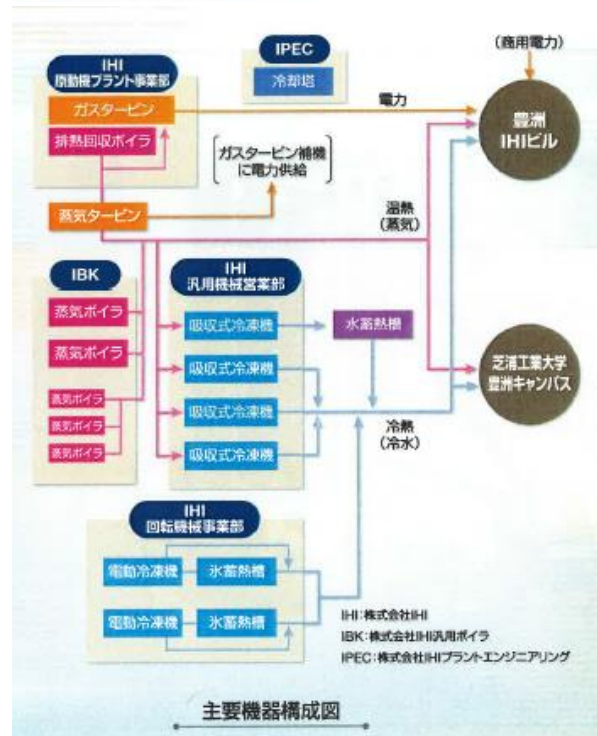 IPEC
冷却塔
(商用電力)
IHI
原動機プラント事業部
ガスタービン
排熱回収ボイラ
電力
豊洲
IHIビル
ガスタービン補機
に電力供給
蒸気タービン
温熱
(蒸気)
IBK
蒸気ボイラ
蒸気ボイラ
蒸気ボイラ
蒸気ボイラ
蒸気ボイラ
IHI
汎用機械営業部
吸収式冷凍機
吸収式冷凍機
吸収式冷凍機
吸収式冷凍機
水蓄熱槽
芝浦工業大学
豊洲キャンパス
冷熱
(冷水)
IHI
回転機械事業部
電動冷凍機
氷蓄熱槽
電動冷凍機
氷蓄熱槽
IHI:株式会社IHI
IBK:株式会社IHI汎用ボイラ
IPEC:株式会社IHIプラントエンジニアリング
主要機器構成図